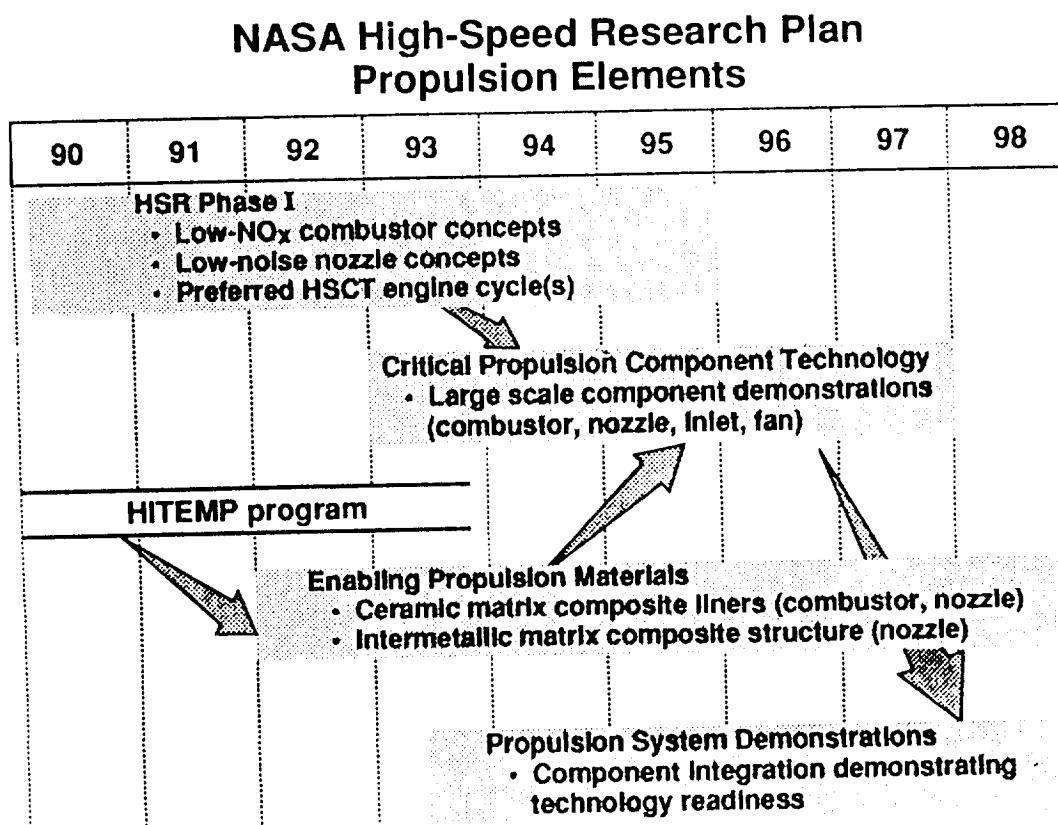 NASA High-Speed Research Plan
Propulsion Elements
90 91 92 93 94 95 96 97 98
HSR Phase I
• Low-NOx combustor concepts
• Low-noise nozzle concepts
• Preferred HSCT engine cycle(s)
Critical Propulsion Component Technology
• Large scale component demonstrations
(combustor, nozzle, inlet, fan)
HITEMP program
Enabling Propulsion Materials
• Ceramic matrix composite liners (combustor, nozzle)
• Intermetallic matrix composite structure (nozzle)
Propulsion System Demonstrations
• Component integration demonstrating
technology readiness